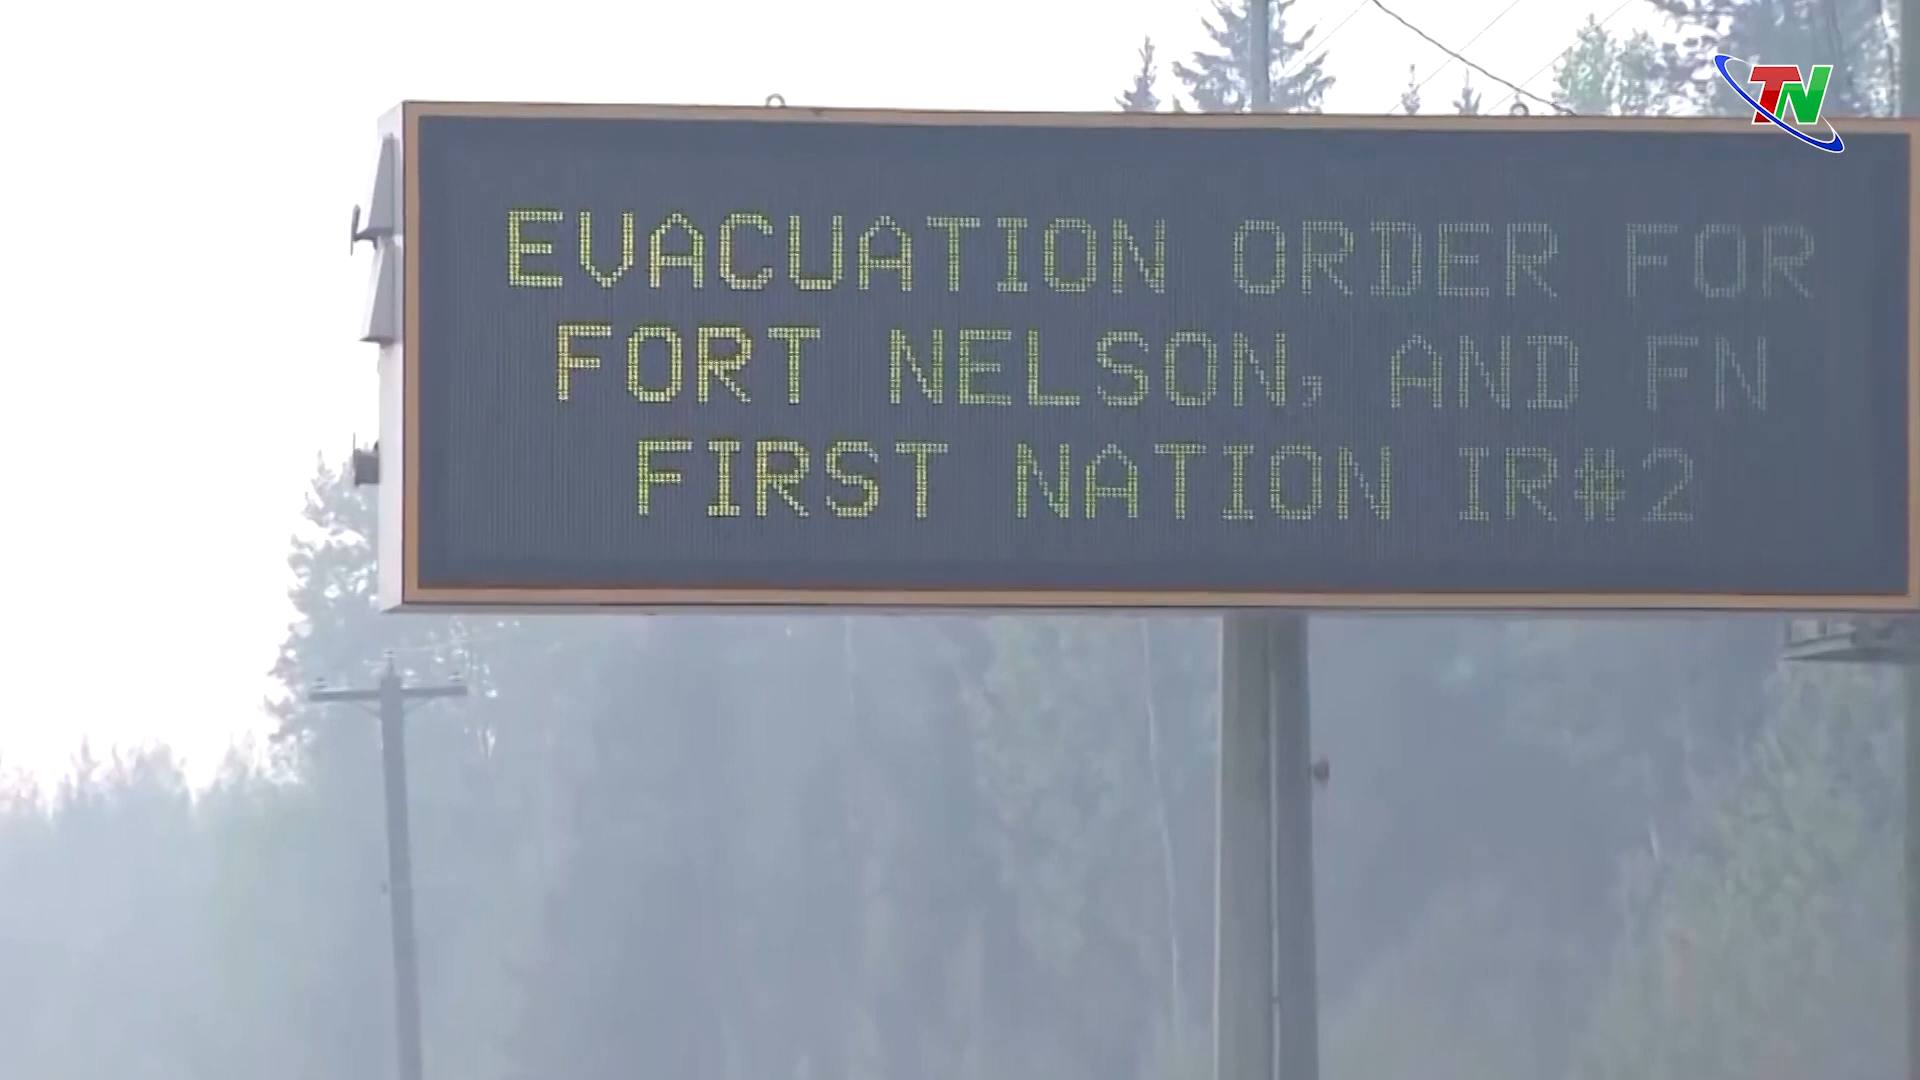 TN
EVACUATION ORDER FOR
FORT NELSON, AND FN
FIRST NATION IR#2